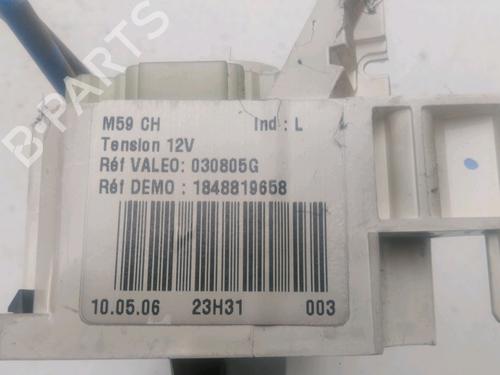 B-PARTS
M59 CH Ind : L
Tension 12V
Réf VALEO: 030805G
Réf DEMO : 1848819658
10.05.06 23H31 003